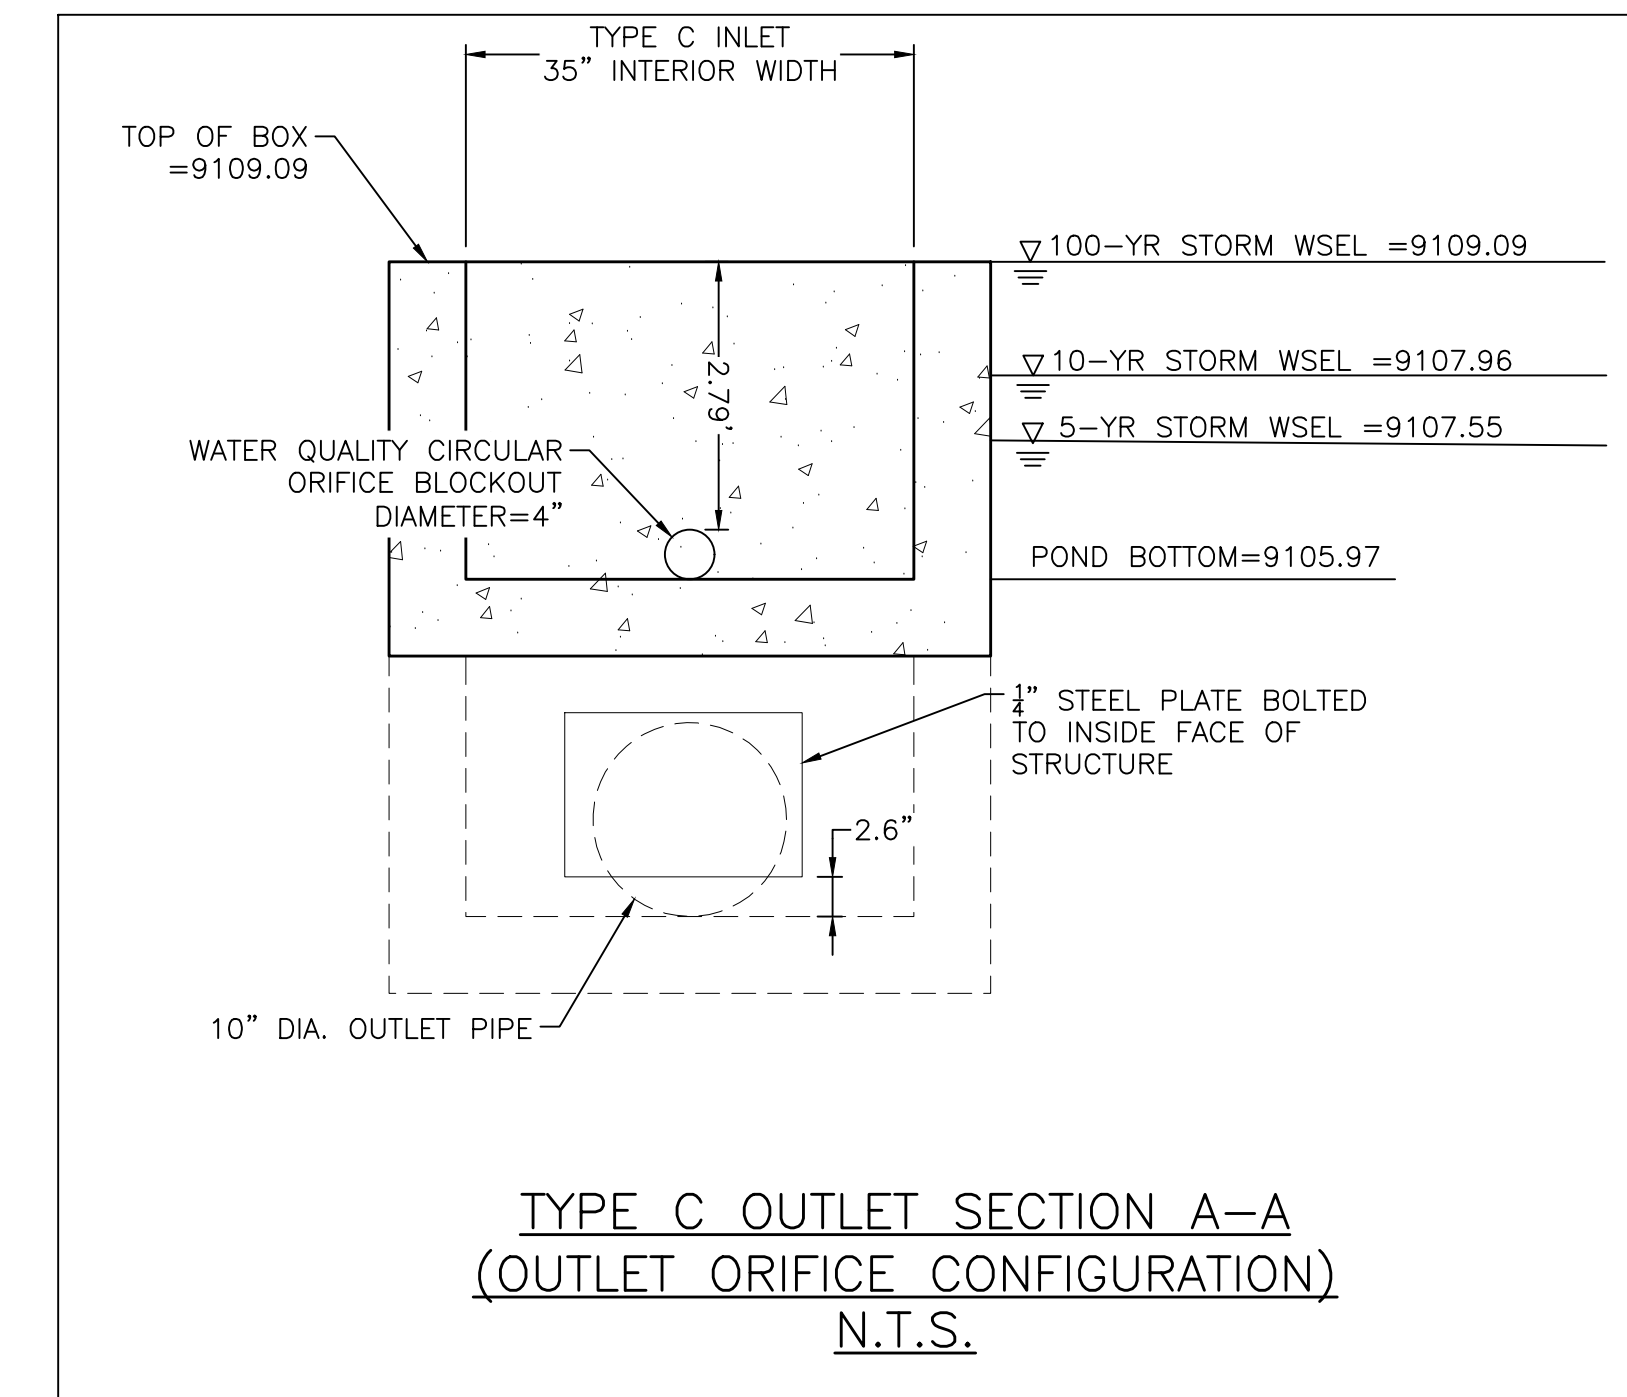 TYPE C INLET
35” INTERIOR WIDTH
TOP OF BOX
=9109.09
100-YR STORM WSEL =9109.09
2.79'
10-YR STORM WSEL =9107.96
5-YR STORM WSEL =9107.55
WATER QUALITY CIRCULAR
ORIFICE BLOCKOUT
DIAMETER=4”
POND BOTTOM=9105.97
1/4” STEEL PLATE BOLTED
TO INSIDE FACE OF
STRUCTURE
2.6”
10” DIA. OUTLET PIPE
TYPE C OUTLET SECTION A-A
(OUTLET ORIFICE CONFIGURATION)
N.T.S.